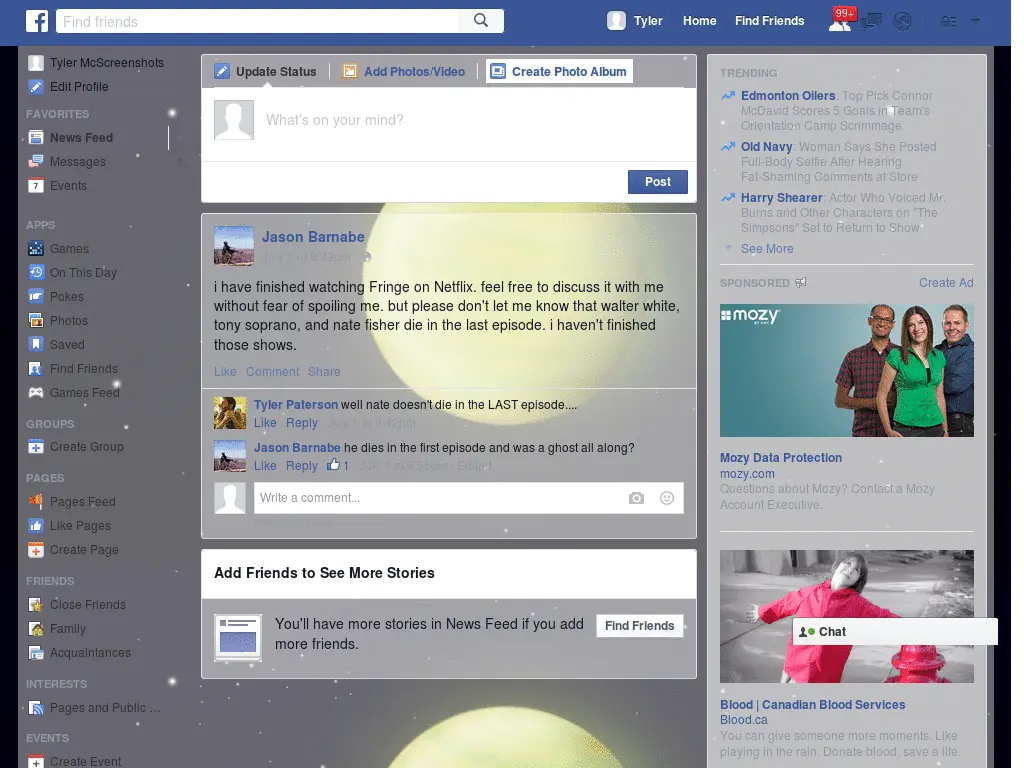 Find friends
Tyler
Home
Find Friends
99+
Tyler McScreenshots
Edit Profile
FAVORITES
News Feed
Messages
2
Events
APPS
Games
On This Day
Pokes
Photos
Saved
Find Friends
Games Feed
GROUPS
Create Group
PAGES
Pages Feed
Like Pages
Create Page
FRIENDS
Close Friends
Family
Acquaintances
INTERESTS
Pages and Public ...
EVENTS
Create Event
Update Status
Add Photos/Video
Create Photo Album
What's on your mind?
Post
Jason Barnabe
i have finished watching Fringe on Netflix. feel free to discuss it with me
without fear of spoiling me. but please don't let me know that walter white,
tony soprano, and nate fisher die in the last episode. i haven't finished
those shows.
Like Comment Share
Tyler Paterson well nate doesn't die in the LAST episode....
Like Reply July 1 at 9:42pm
Jason Barnabe he dies in the first episode and was a ghost all along?
Like Reply 1 July 1 at 9:55pm Edited
Write a comment...
Add Friends to See More Stories
You'll have more stories in News Feed if you add
more friends.
Find Friends
TRENDING
Edmonton Oilers: Top Pick Connor
McDavid Scores 5 Goals in Team's
Orientation Camp Scrimmage
Old Navy: Woman Says She Posted
Full-Body Selfie After Hearing
Fat-Shaming Comments at Store
Harry Shearer: Actor Who Voiced Mr.
Burns and Other Characters on "The
Simpsons" Set to Return to Show
See More
SPONSORED
Create Ad
mozy
Mozy Data Protection
mozy.com
Questions about Mozy? Contact a Mozy
Account Executive.
Chat
Blood | Canadian Blood Services
Blood.ca
You can give someone more moments. Like
playing in the rain. Donate blood, save a life.